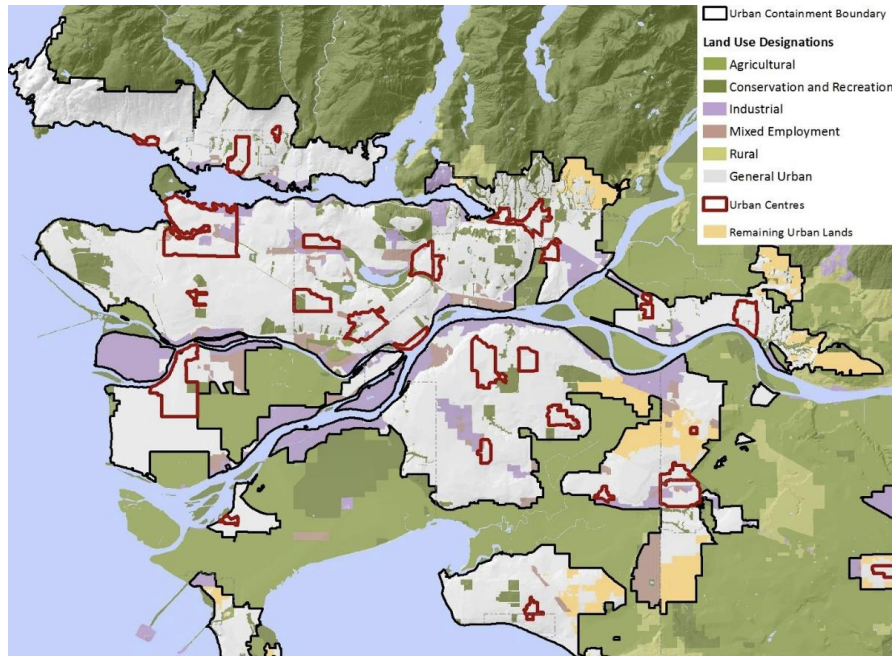 Urban Containment Boundary
Land Use Designations
Agricultural
Conservation and Recreation
Industrial
Mixed Employment
Rural
General Urban
Urban Centres
Remaining Urban Lands